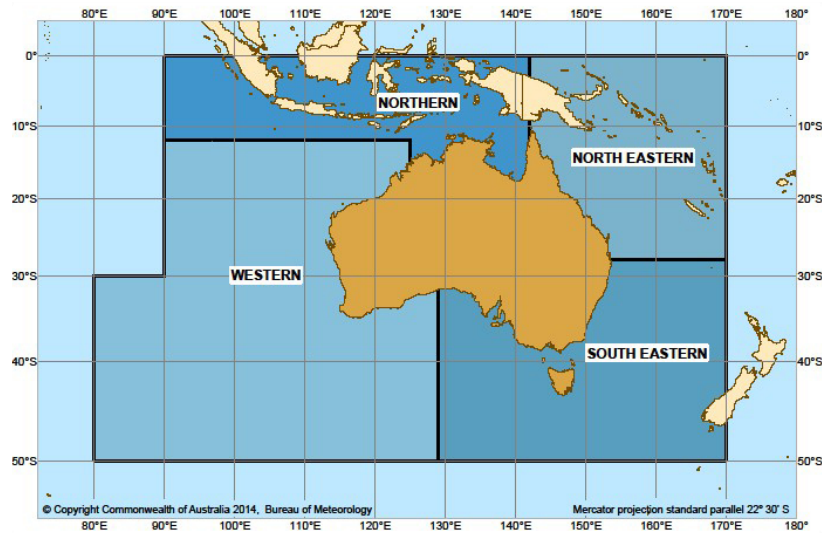 90°E 100°E 110°E 120°E 130°E 140°E 150°E 160°E 170°E 180°
0° 0°
NORTHERN
10°S 10°S
NORTH EASTERN
20°S 20°S
WESTERN
30°S 30°S
SOUTH EASTERN
40°S 40°S
50°S 50°S
© Copyright Commonwealth of Australia 2014, Bureau of Meteorology Mercator projection standard parallel 22° 30' S
80°E 90°E 100°E 110°E 120°E 130°E 140°E 150°E 160°E 170°E 180°